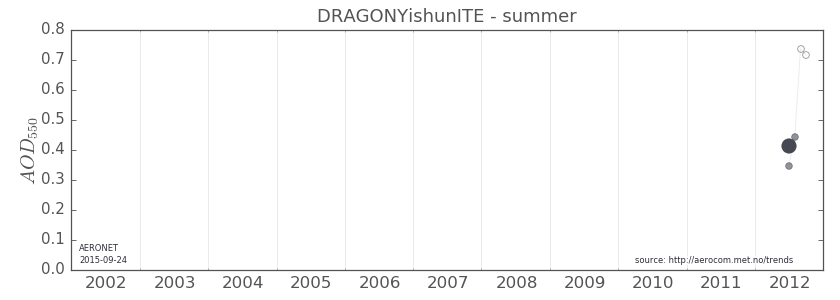 DRAGONYishunITE - summer
0.8
0.7
0.6
0.5
0.4
0.3
0.2
0.1
0.0
AOD550
AERONET
2015-09-24
source: http://aerocom.met.no/trends
2002 2003 2004 2005 2006 2007 2008 2009 2010 2011 2012